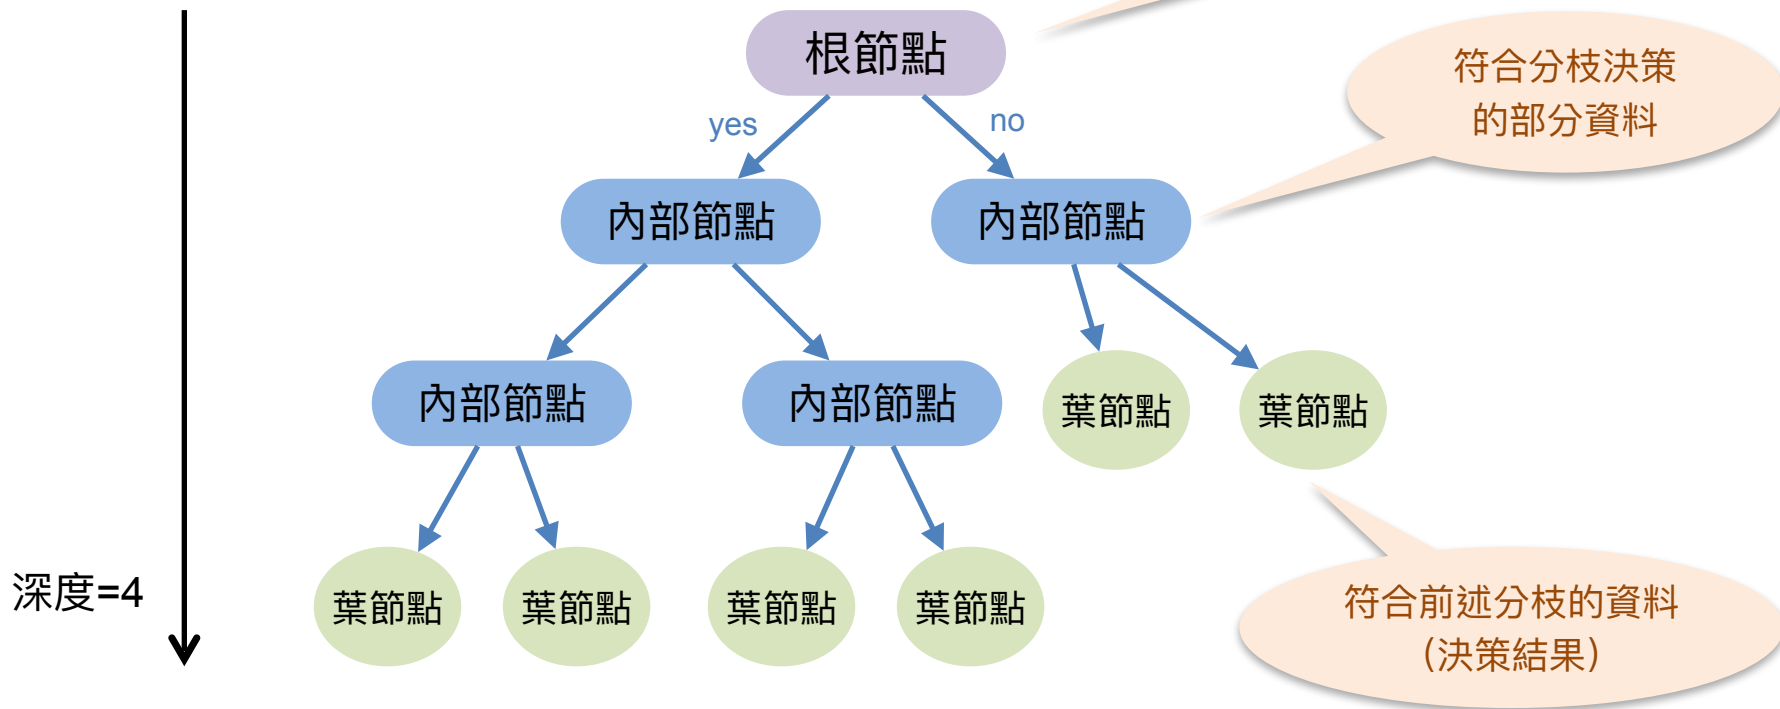 根節點
符合分枝決策
的部分資料
yes
no
內部節點
內部節點
內部節點
內部節點
葉節點
葉節點
深度=4
葉節點
葉節點
葉節點
葉節點
符合前述分枝的資料
(決策結果)